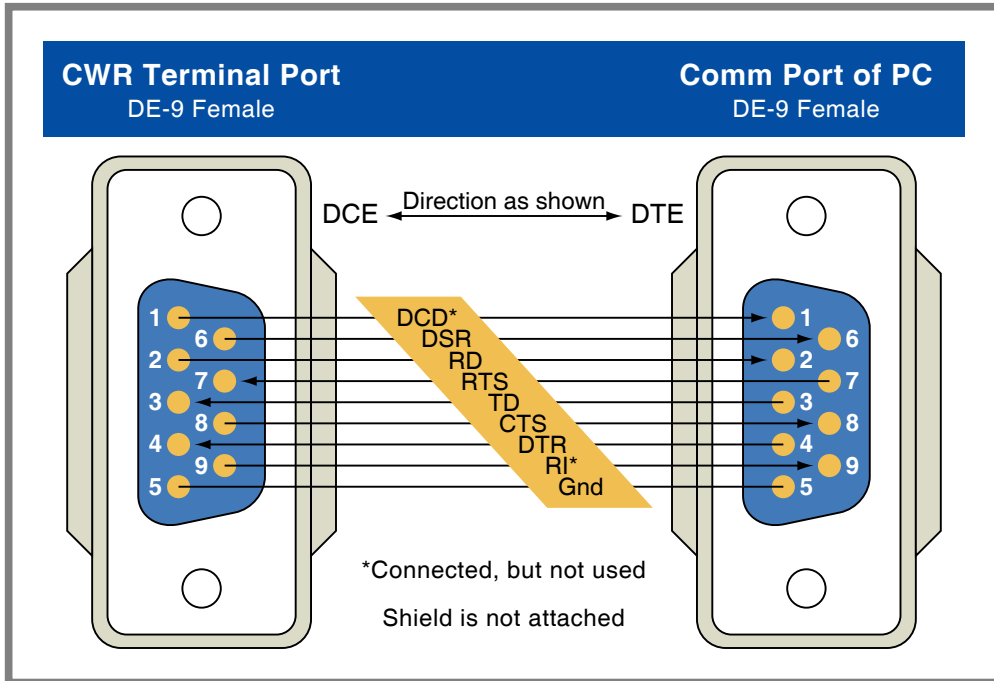 CWR Terminal Port
DE-9 Female
Comm Port of PC
DE-9 Female
DCE
Direction as shown
DTE
1
6
2
7
3
8
4
9
5
DCD*
DSR
RD
RTS
TD
CTS
DTR
RI*
Gnd
1
6
2
7
3
8
4
9
5
*Connected, but not used
Shield is not attached